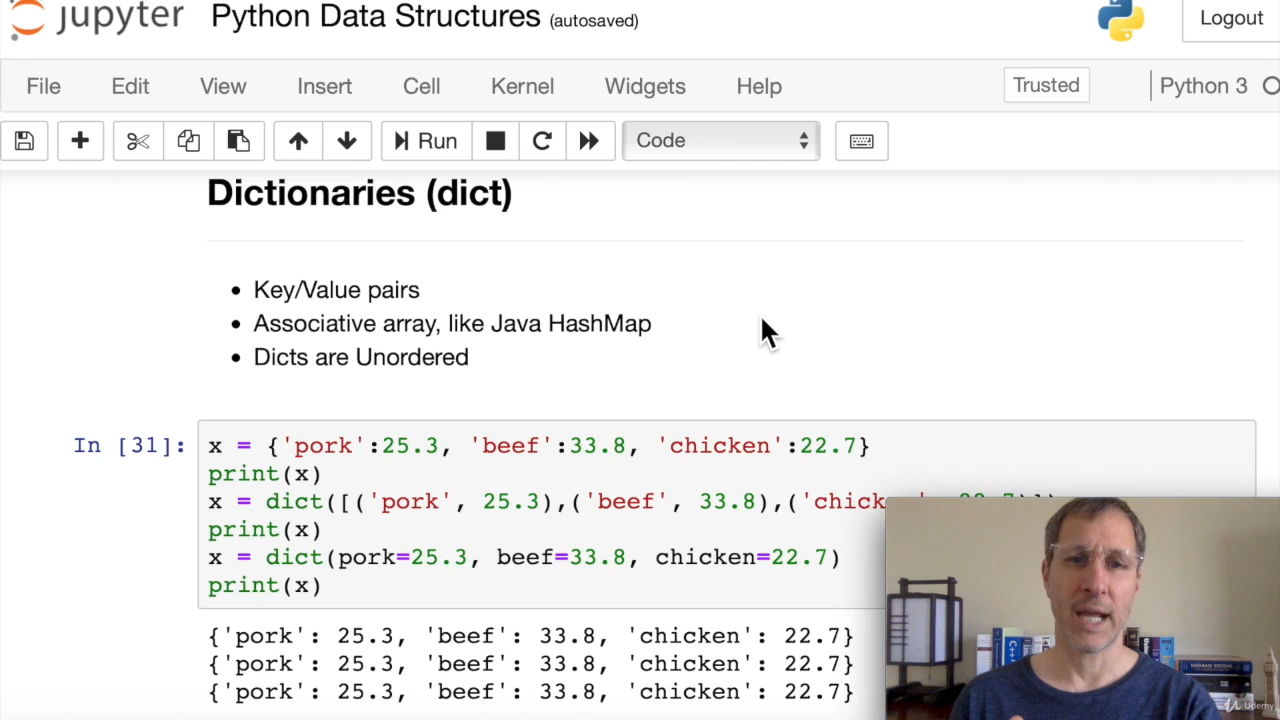 jupyter Python Data Structures (autosaved) Logout
File Edit View Insert Cell Kernel Widgets Help Trusted Python 3
Run Code
Dictionaries (dict)
• Key/Value pairs
• Associative array, like Java HashMap
• Dicts are Unordered
In [31]: x = {'pork':25.3, 'beef':33.8, 'chicken':22.7}
print(x)
x = dict([('pork', 25.3),('beef', 33.8),('chick
print(x)
x = dict(pork=25.3, beef=33.8, chicken=22.7)
print(x)
{'pork': 25.3, 'beef': 33.8, 'chicken': 22.7}
{'pork': 25.3, 'beef': 33.8, 'chicken': 22.7}
{'pork': 25.3, 'beef': 33.8, 'chicken': 22.7}
C++
DATABASE SYSTEMS
Udemy